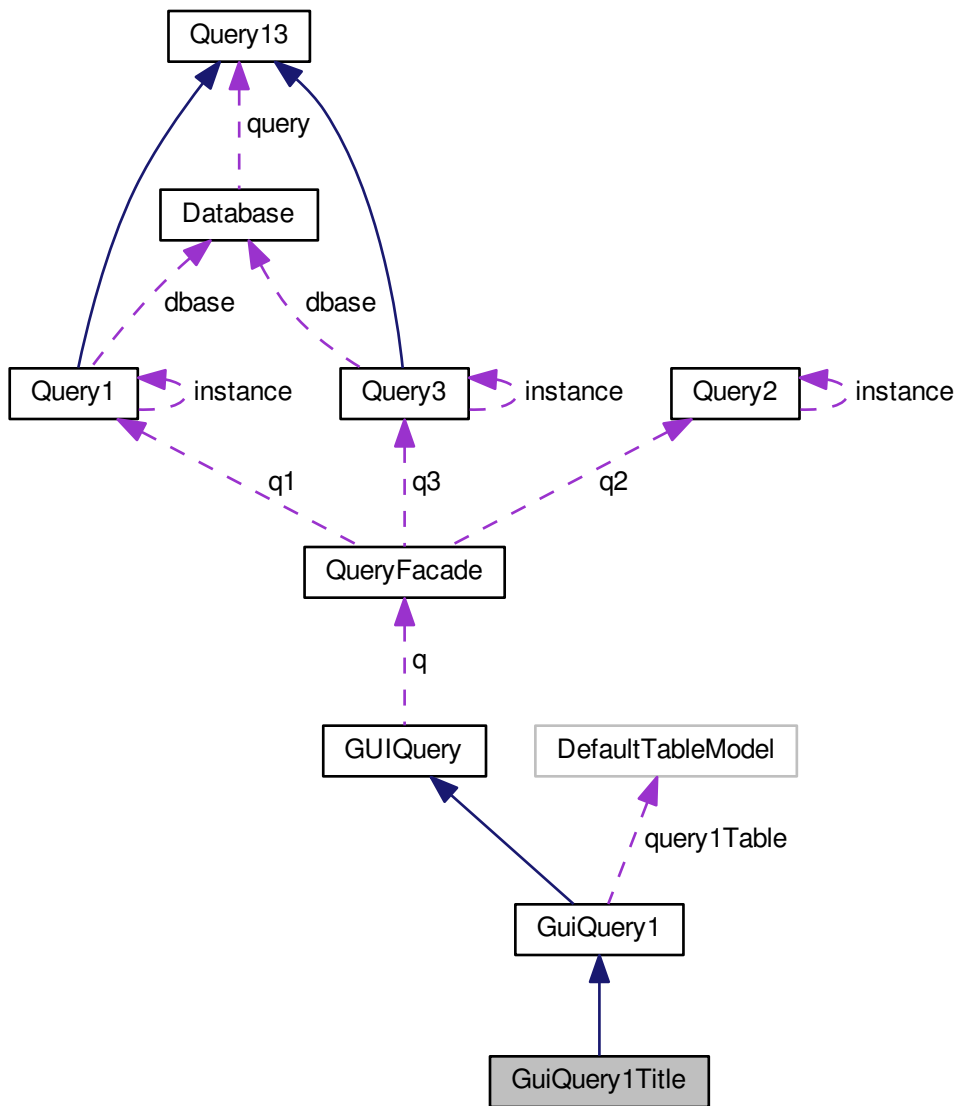 Query13
query
Database
dbase
dbase
Query1
instance
Query3
instance
Query2
instance
q1
q3
q2
QueryFacade
q
GUIQuery
DefaultTableModel
query1Table
GuiQuery1
GuiQuery1Title